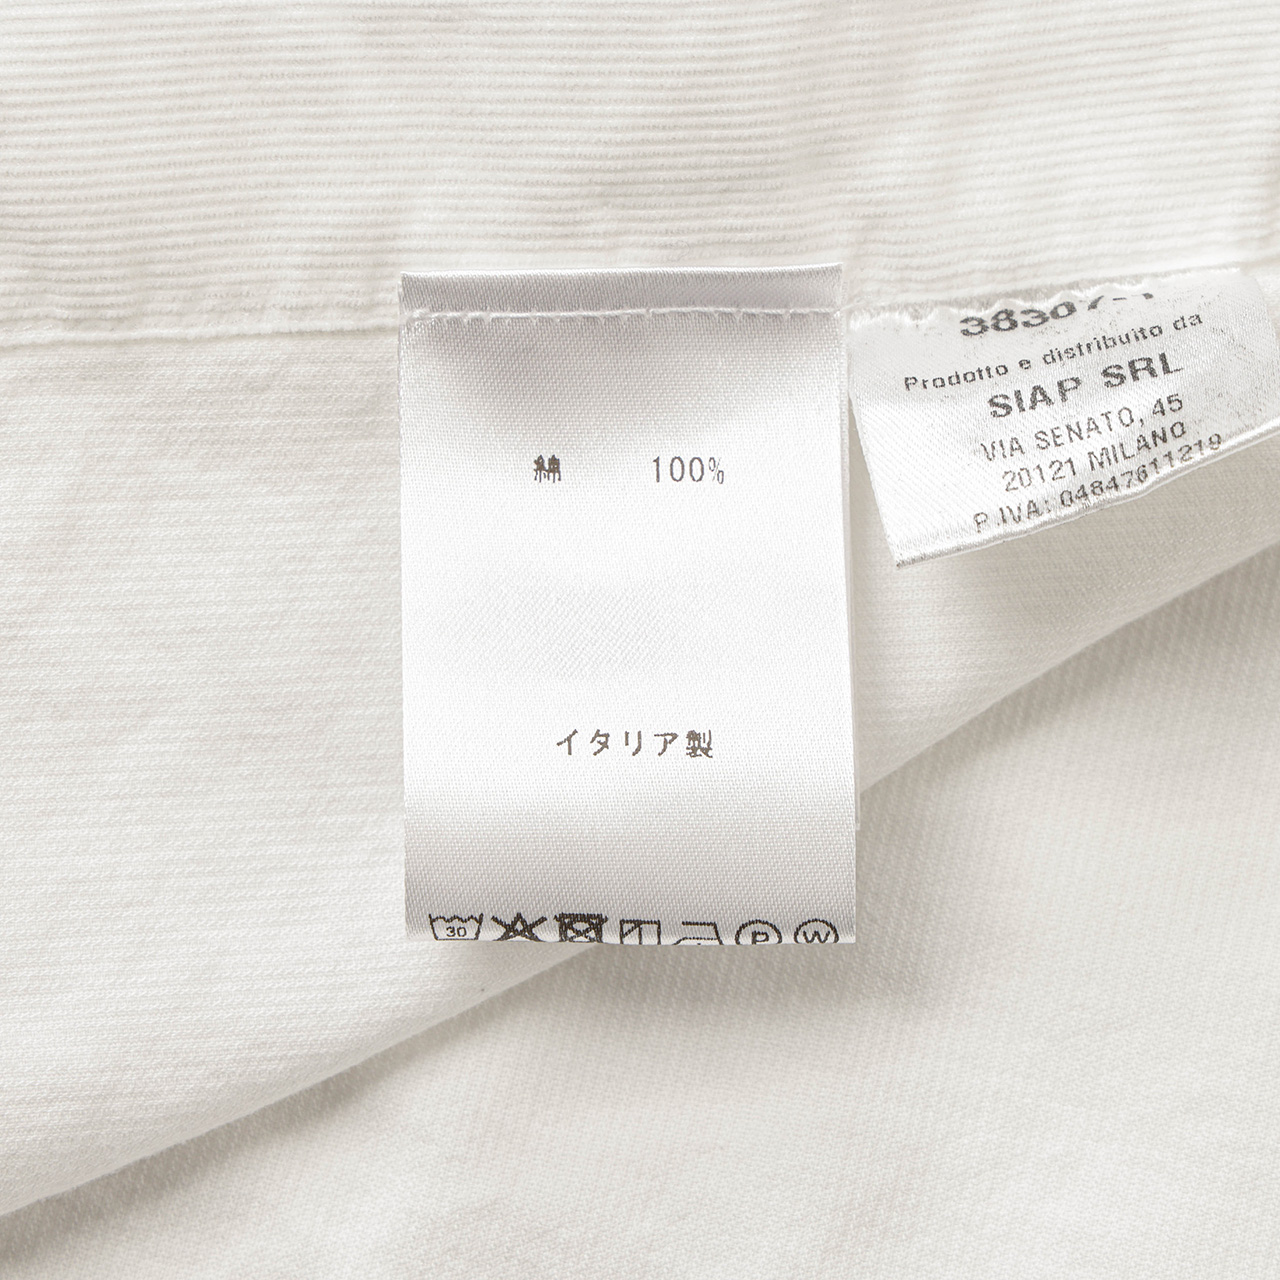 綿 100%
イタリア製
30
P
W
Prodotto e distribuito da
SIAP SRL
VIA SENATO, 45
20121 MILANO
P.IVA: 04847611219